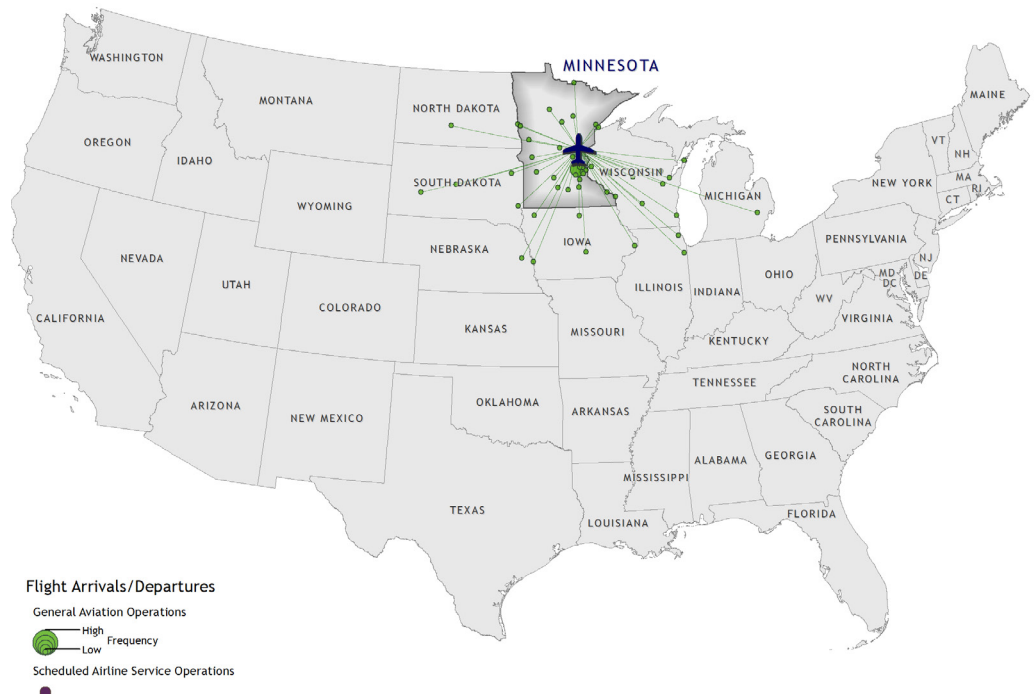 WASHINGTON
MINNESOTA
MONTANA
NORTH DAKOTA
MAINE
OREGON
VT
NH
IDAHO
WISCONSIN
MA
SOUTH DAKOTA
MICHIGAN
NEW YORK
RI
CT
WYOMING
IOWA
PENNSYLVANIA
NEBRASKA
NEVADA
NJ
OHIO
MD
DE
UTAH
DC
ILLINOIS
INDIANA
WV
COLORADO
CALIFORNIA
VIRGINIA
KANSAS
MISSOURI
KENTUCKY
NORTH
CAROLINA
TENNESSEE
OKLAHOMA
ARIZONA
ARKANSAS
SOUTH
CAROLINA
NEW MEXICO
GEORGIA
ALABAMA
MISSISSIPPI
TEXAS
FLORIDA
LOUISIANA
Flight Arrivals/Departures
General Aviation Operations
High
Frequency
Low
Scheduled Airline Service Operations